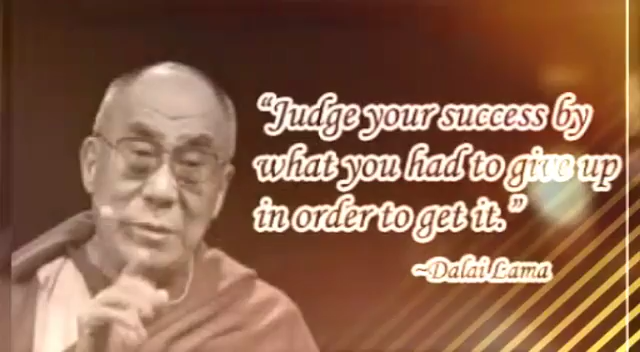 “Judge your success by
what you had to give up
in order to get it.”
~Dalai Lama